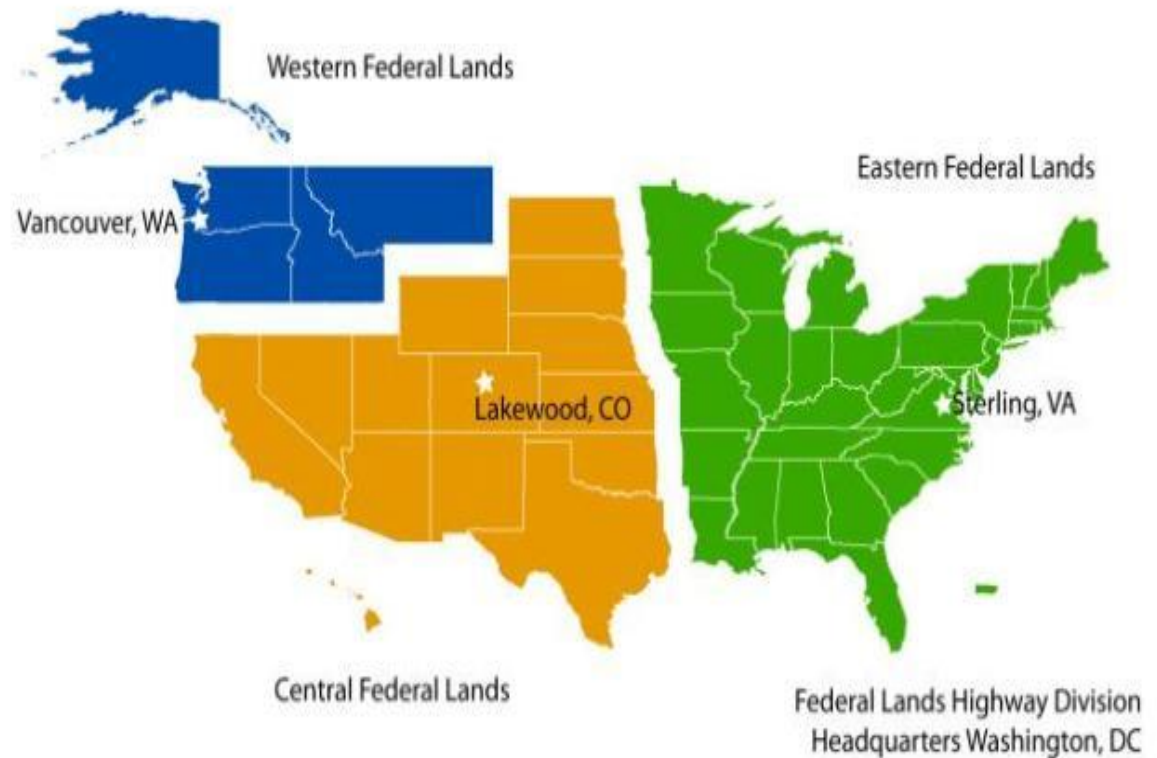 Western Federal Lands
Eastern Federal Lands
Vancouver, WA
Lakewood, CO
Sterling, VA
Central Federal Lands
Federal Lands Highway Division
Headquarters Washington, DC